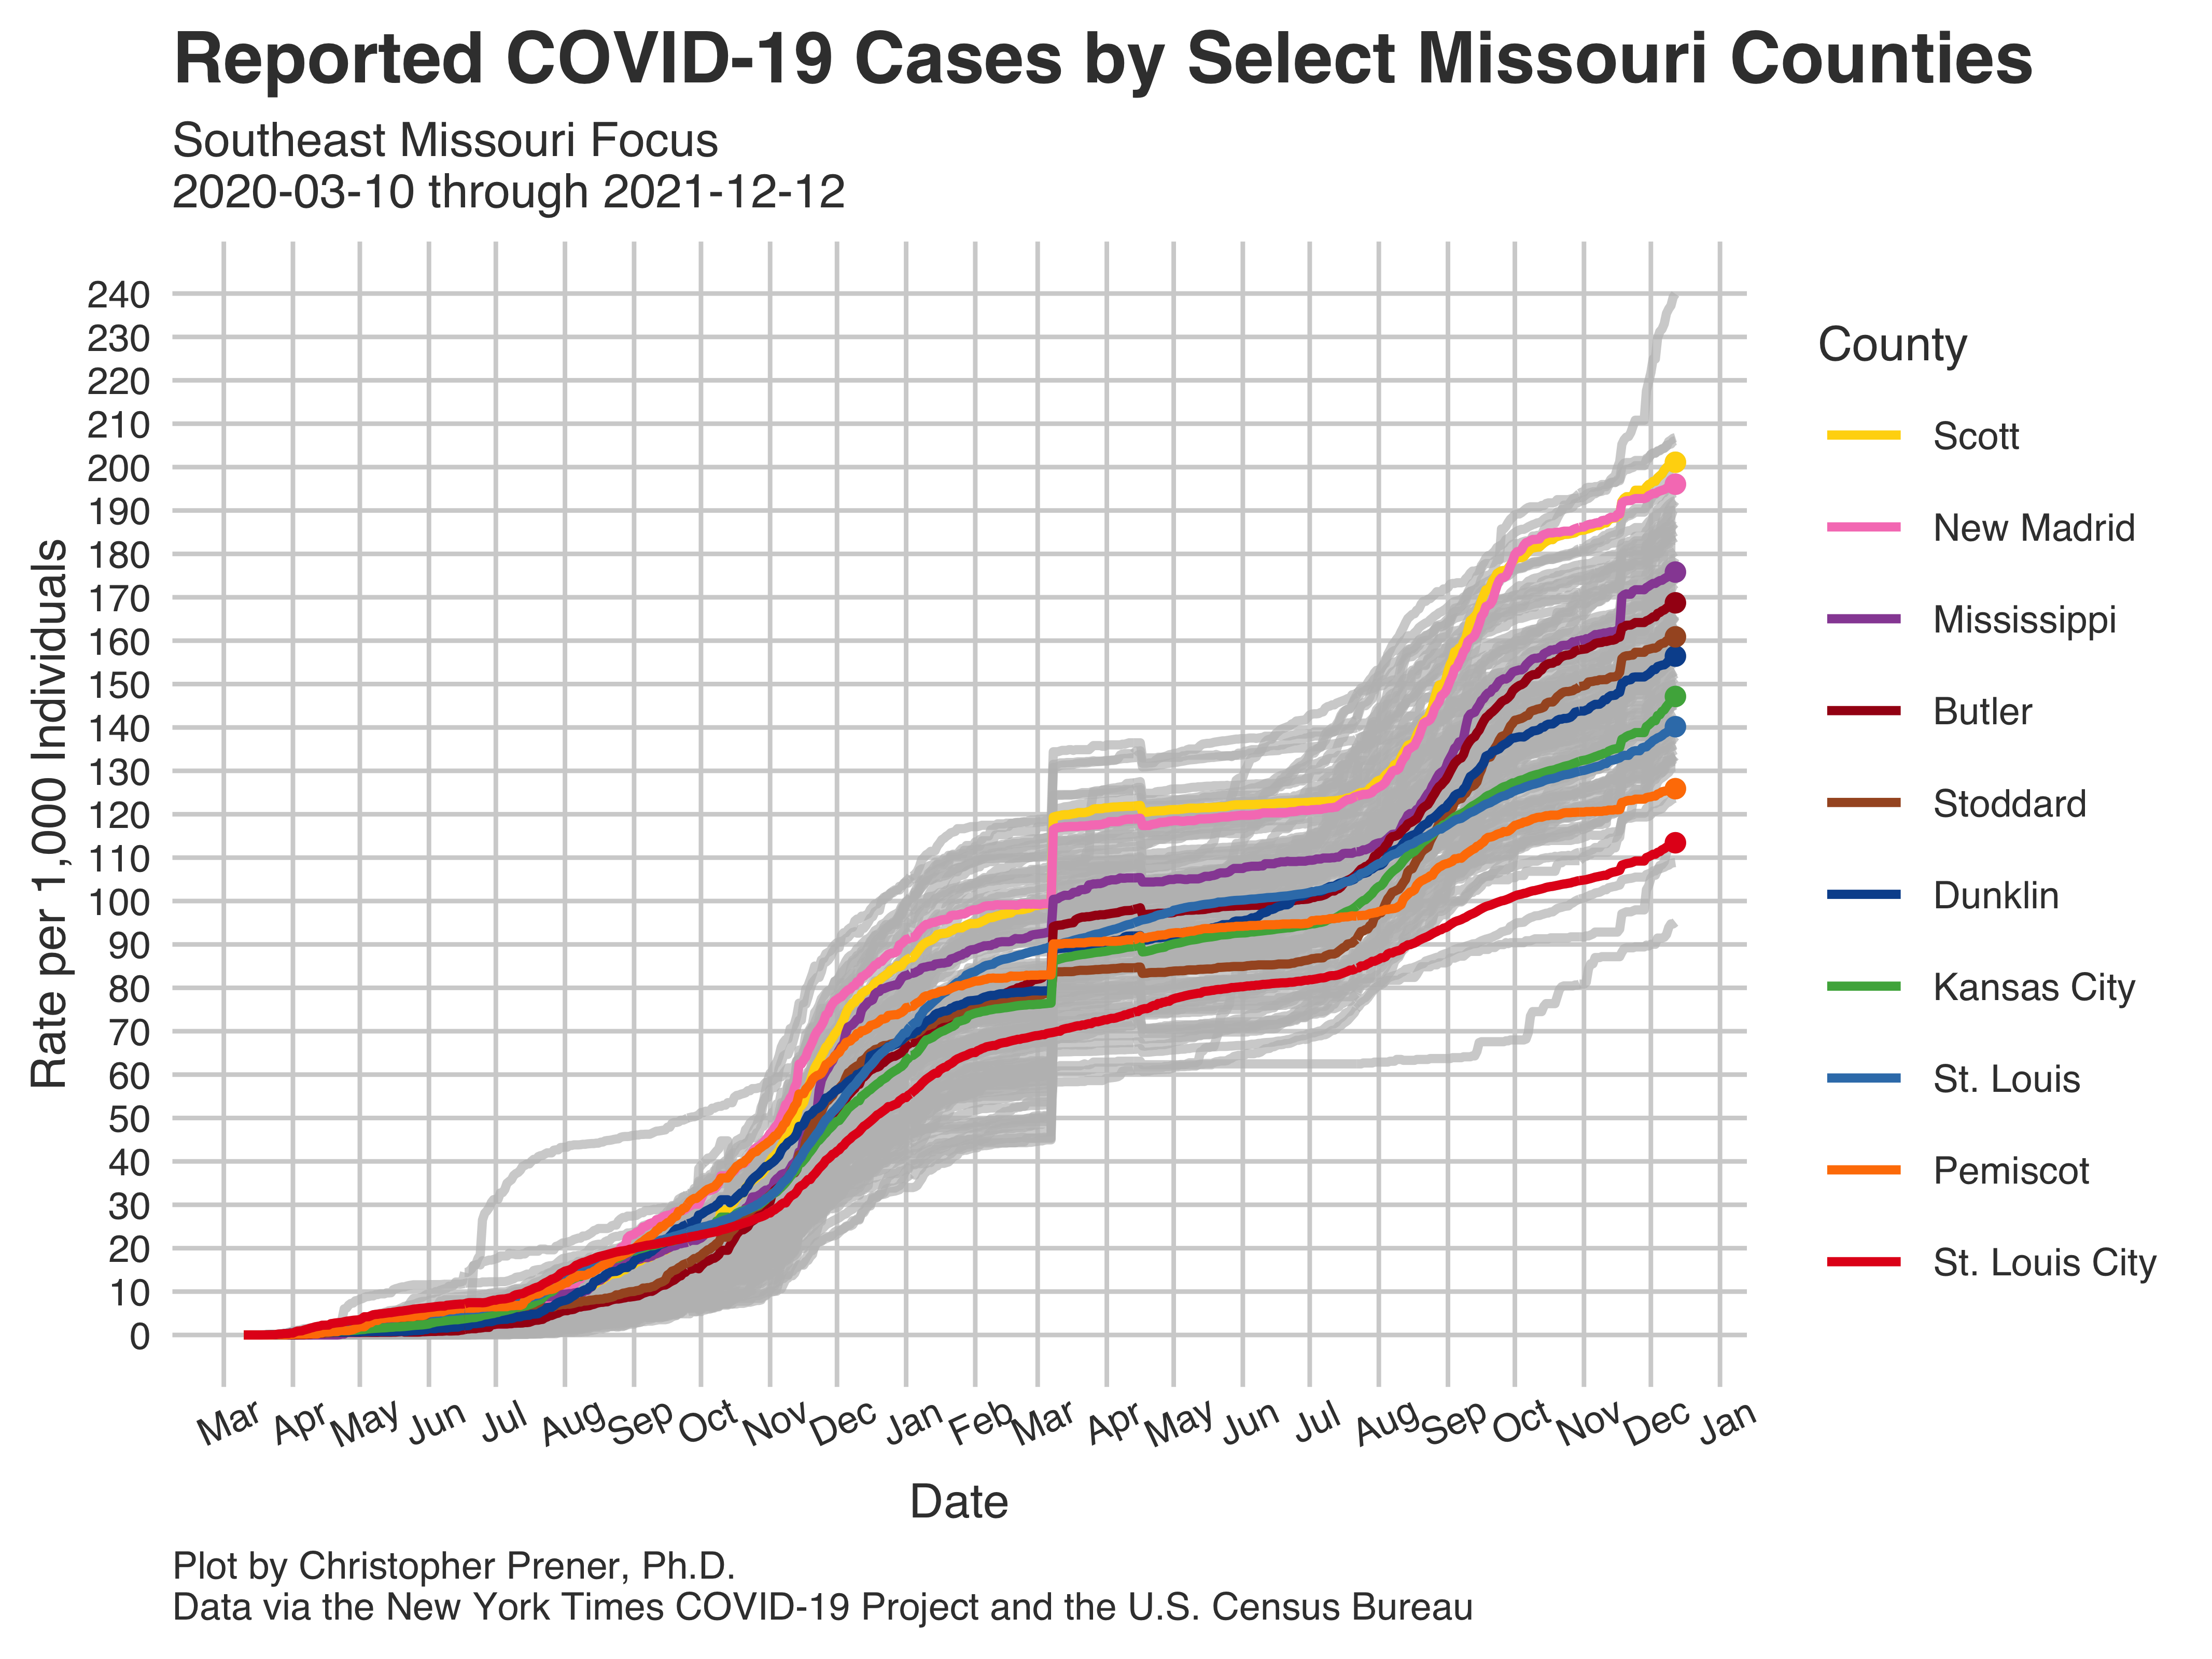 Reported COVID-19 Cases by Select Missouri Counties
Southeast Missouri Focus
2020-03-10 through 2021-12-12
240
230
220
210
200
190
180
170
160
150
140
130
120
110
100
90
80
70
60
50
40
30
20
10
0
Rate per 1,000 Individuals
Mar Apr May Jun Jul Aug Sep Oct Nov Dec Jan Feb Mar Apr May Jun Jul Aug Sep Oct Nov Dec Jan
Date
County
Scott
New Madrid
Mississippi
Butler
Stoddard
Dunklin
Kansas City
St. Louis
Pemiscot
St. Louis City
Plot by Christopher Prener, Ph.D.
Data via the New York Times COVID-19 Project and the U.S. Census Bureau